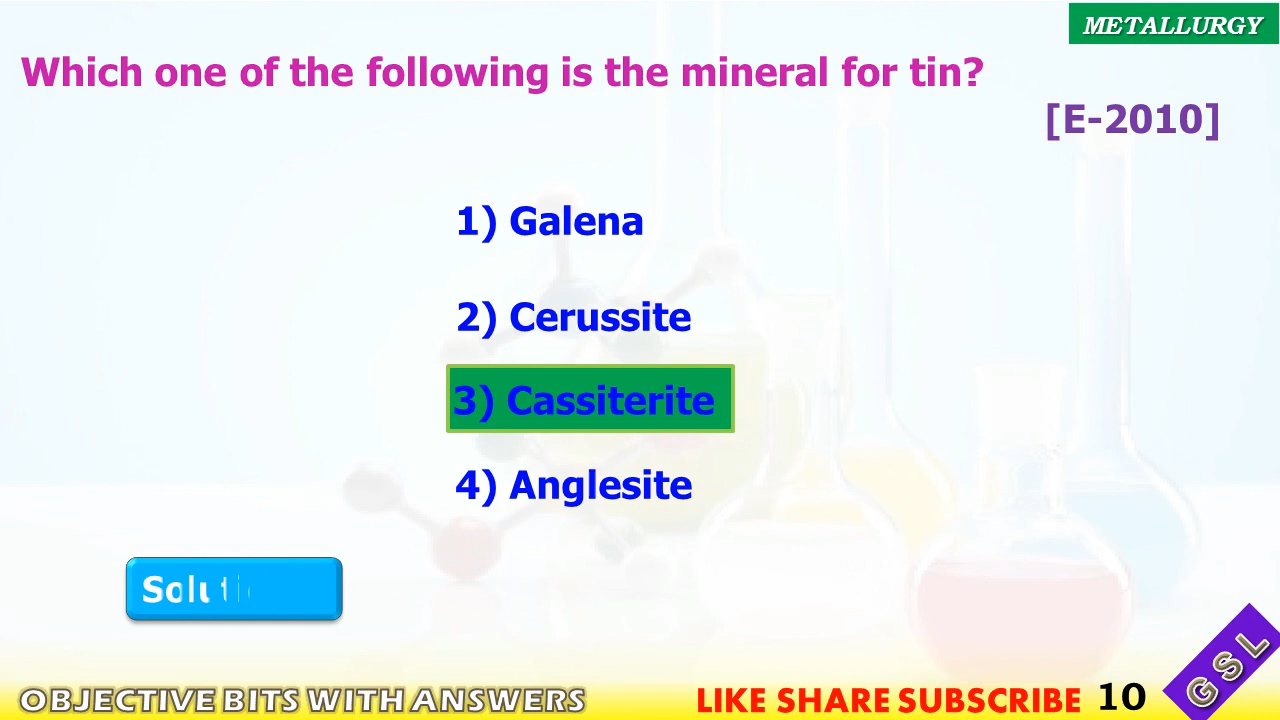 METALLURGY
Which one of the following is the mineral for tin?
[E-2010]
1) Galena
2) Cerussite
3) Cassiterite
4) Anglesite
Soluti
OBJECTIVE BITS WITH ANSWERS
LIKE SHARE SUBSCRIBE 10
GSL